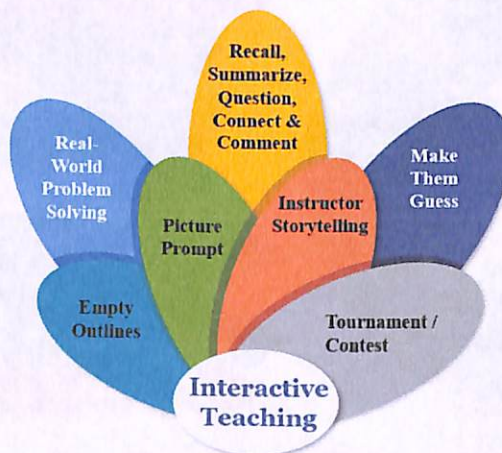 Recall,
Summarize,
Question,
Connect &
Comment
Real-
World
Problem
Solving
Make
Them
Guess
Picture
Prompt
Instructor
Storytelling
Empty
Outlines
Tournament /
Contest
Interactive
Teaching